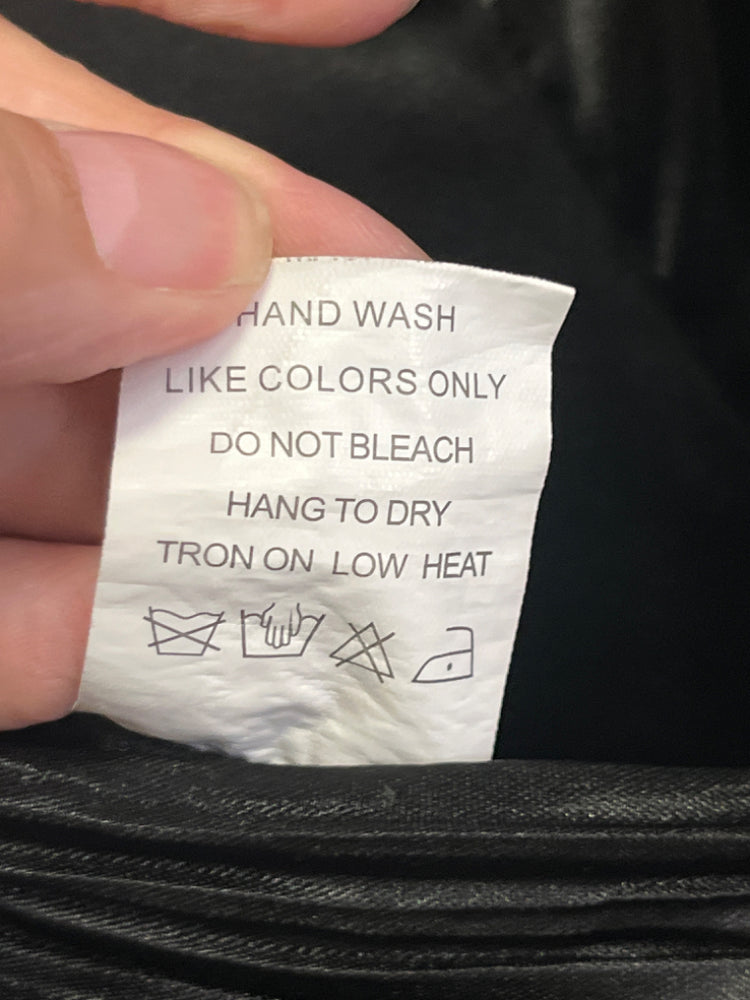 HAND WASH
LIKE COLORS ONLY
DO NOT BLEACH
HANG TO DRY
TRON ON LOW HEAT